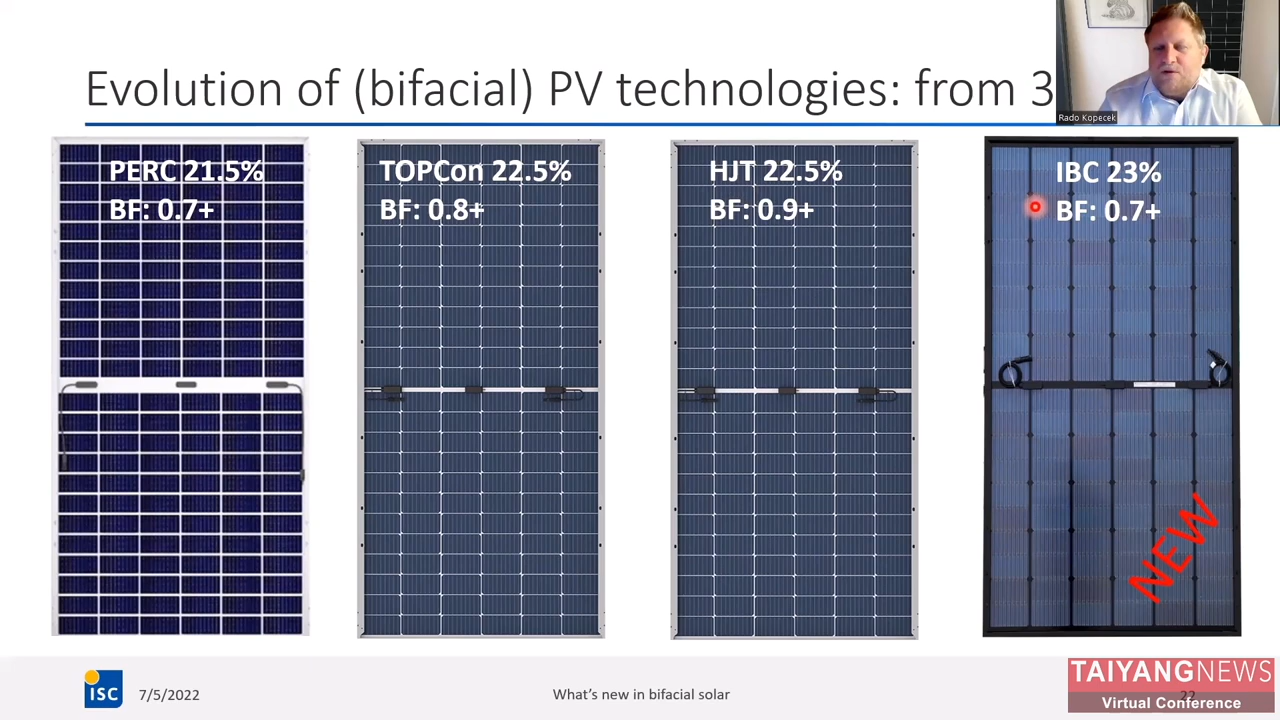 Evolution of (bifacial) PV technologies: from 3
Rado Kopecek
PERC 21.5%
BF: 0.7+
TOPCon 22.5%
BF: 0.8+
HJT 22.5%
BF: 0.9+
IBC 23%
BF: 0.7+
NEW
ISC
7/5/2022
What's new in bifacial solar
22
TAIYANGNEWS
Virtual Conference